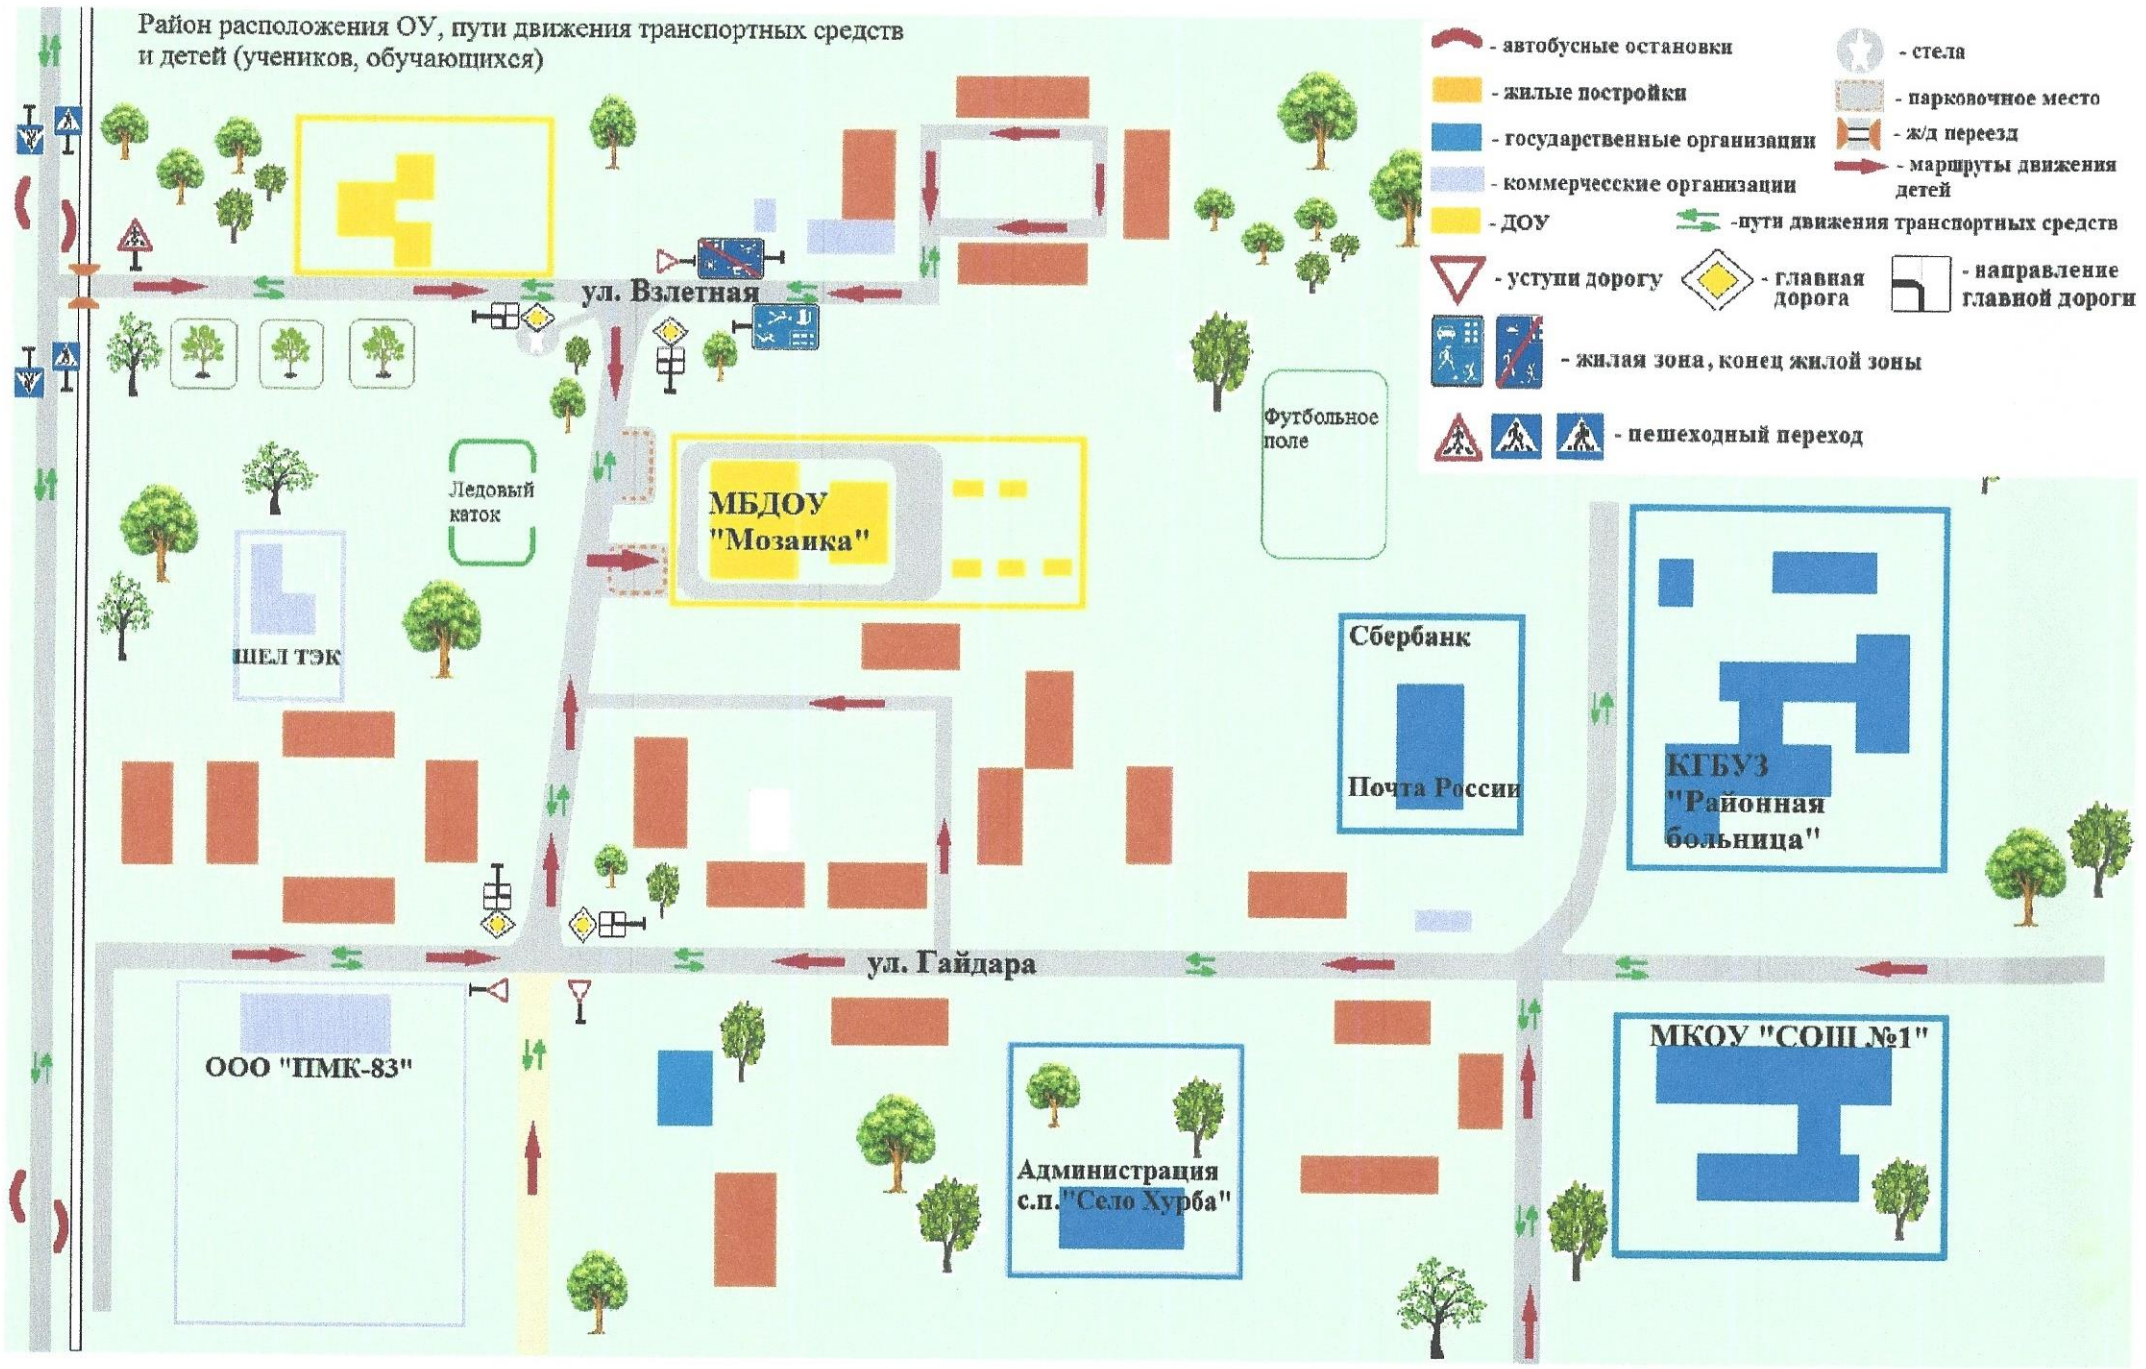 Район расположения ОУ, пути движения транспортных средств
и детей (учеников, обучающихся)
- автобусные остановки
- жилые постройки
- государственные организации
- коммерчесские организации
- ДОУ
- стела
- парковочное место
- ж/д переезд
- маршруты движения
детей
-пути движения транспортных средств
- уступи дорогу
- главная
дорога
- направление
главной дороги
- жилая зона, конец жилой зоны
- пешеходный переход
ул. Взлетная
Футбольное
поле
Ледовый
каток
МБДОУ
"Мозаика"
ШЕЛ ТЭК
Сбербанк
Почта России
КГБУЗ
"Районная
больница"
ул. Гайдара
ООО "ПМК-83"
МКОУ "СОШ №1"
Администрация
с.п."Село Хурба"